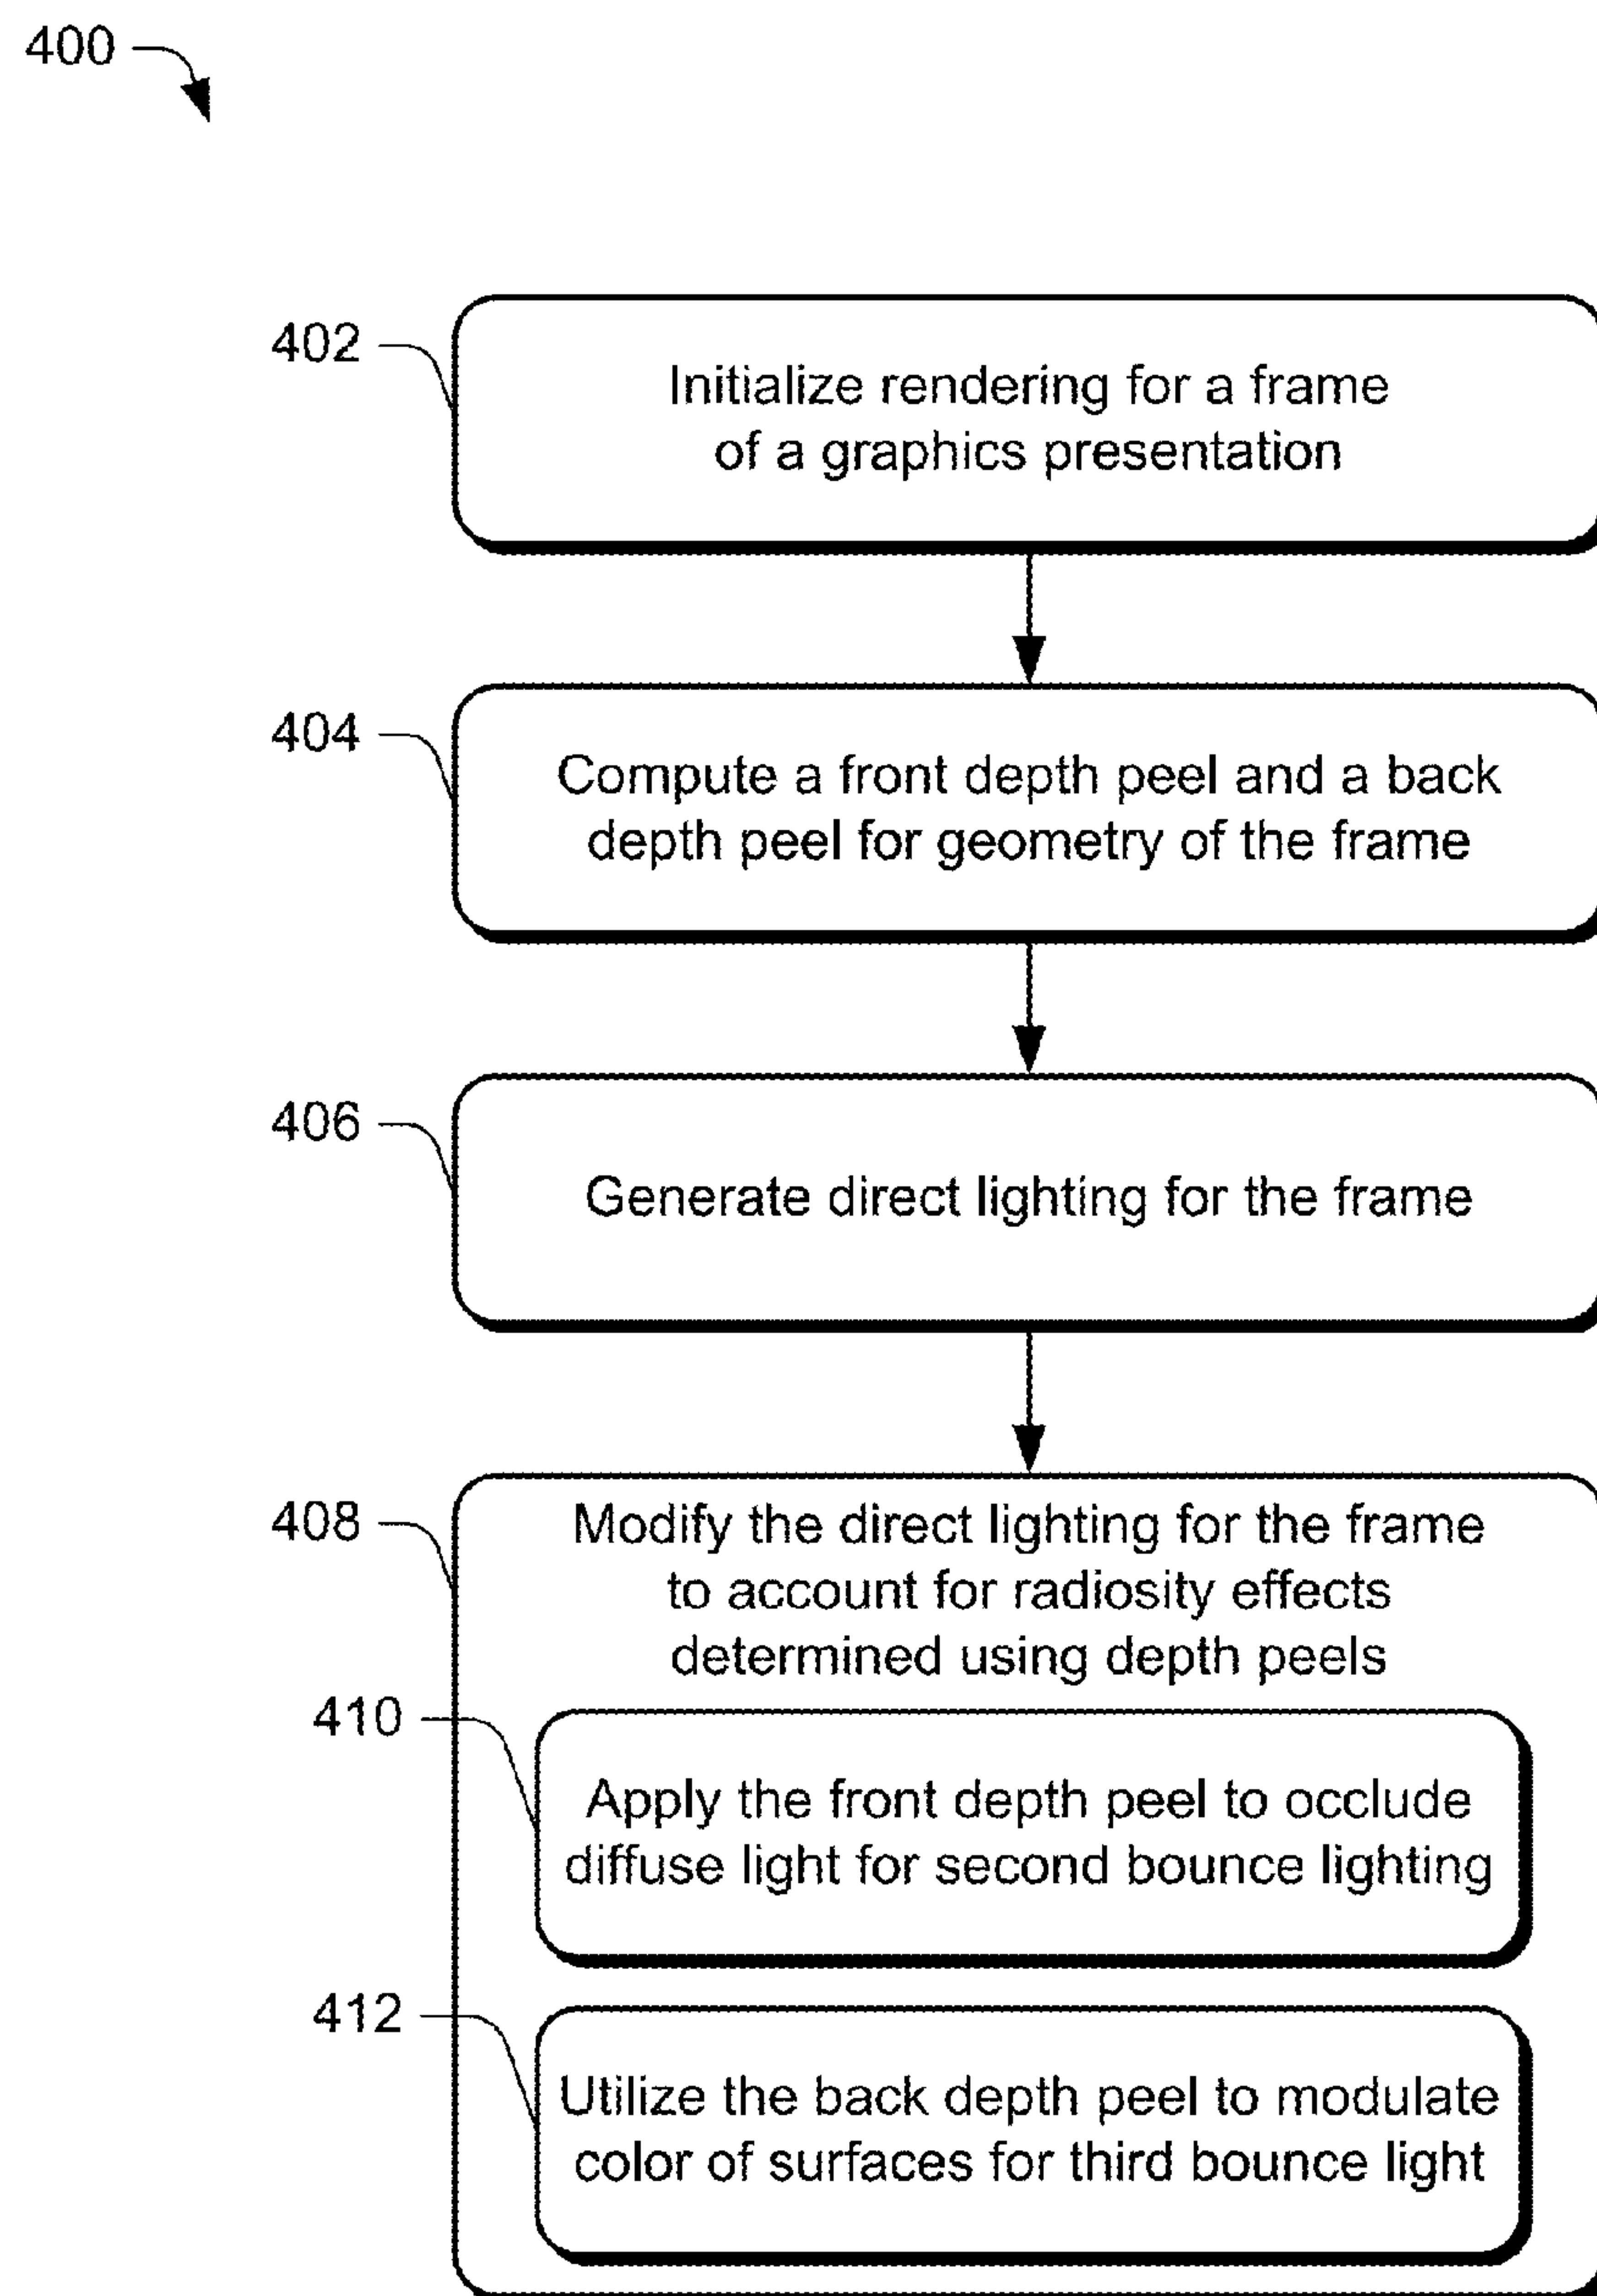 400
402
Initialize rendering for a frame
of a graphics presentation
404
Compute a front depth peel and a back
depth peel for geometry of the frame
406
Generate direct lighting for the frame
408
Modify the direct lighting for the frame
to account for radiosity effects
determined using depth peels
410
Apply the front depth peel to occlude
diffuse light for second bounce lighting
412
Utilize the back depth peel to modulate
color of surfaces for third bounce light